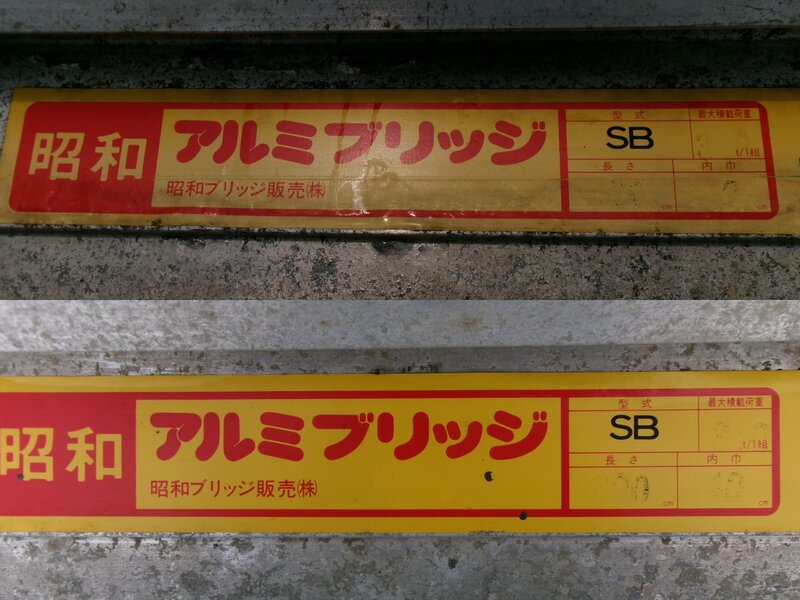 昭和
アルミブリッジ
昭和ブリッジ販売㈱
型式
SB
最大積載荷重
t/1組
長さ
cm
内巾
cm
昭和
アルミブリッジ
昭和ブリッジ販売㈱
型式
SB
最大積載荷重
t/1組
長さ
cm
内巾
cm